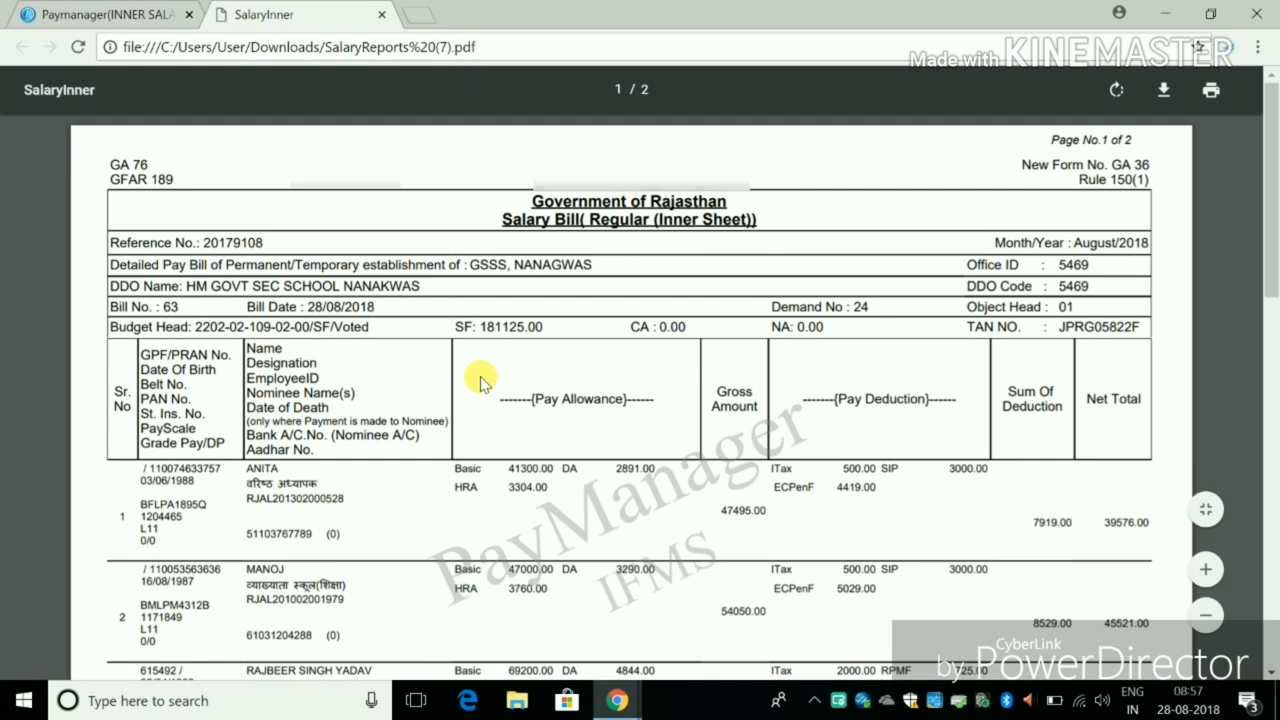 Paymanager(INNER SAL
SalaryInner
file:///C:/Users/User/Downloads/SalaryReports%20(7).pdf
Made with KINEMASTER
SalaryInner
1 / 2
Page No.1 of 2
GA 76
New Form No. GA 36
GFAR 189
Rule 150(1)
Government of Rajasthan
Salary Bill( Regular (Inner Sheet))
Reference No.: 20179108 Month/Year : August/2018
Detailed Pay Bill of Permanent/Temporary establishment of : GSSS, NANAGWAS Office ID : 5469
DDO Name: HM GOVT SEC SCHOOL NANAKWAS DDO Code : 5469
Bill No. : 63 Bill Date : 28/08/2018 Demand No : 24 Object Head : 01
Budget Head: 2202-02-109-02-00/SF/Voted SF: 181125.00 CA : 0.00 NA: 0.00 TAN NO. : JPRG05822F
Sr.
No
GPF/PRAN No.
Date Of Birth
Belt No.
PAN No.
St. Ins. No.
PayScale
Grade Pay/DP
Name
Designation
EmployeeID
Nominee Name(s)
Date of Death
(only where Payment is made to Nominee)
Bank A/C.No. (Nominee A/C)
Aadhar No.
-------{Pay Allowance}------
Gross
Amount
-------{Pay Deduction}------
Sum Of
Deduction
Net Total
/ 110074633757 ANITA Basic 41300.00 DA 2891.00 ITax 500.00 SIP 3000.00
03/06/1988 वरिष्ठ अध्यापक HRA 3304.00 ECPenF 4419.00
RJAL201302000528
BFLPA1895Q 47495.00
1 1204465 7919.00 39576.00
L11 51103767789 (0)
0/0
/ 110053563636 MANOJ Basic 47000.00 DA 3290.00 ITax 500.00 SIP 3000.00
16/08/1987 व्याख्याता स्कूल(शिक्षा) HRA 3760.00 ECPenF 5029.00
RJAL201002001979
BMLPM4312B 54050.00
2 1171849 8529.00 45521.00
L11 61031204288 (0)
0/0
615492 / RAJBEER SINGH YADAV Basic 69200.00 DA 4844.00 ITax 2000.00 RPMF 725.00
PayManager
IFMS
CyberLink
by PowerDirector
Type here to search
ENG
IN
08:57
28-08-2018
3